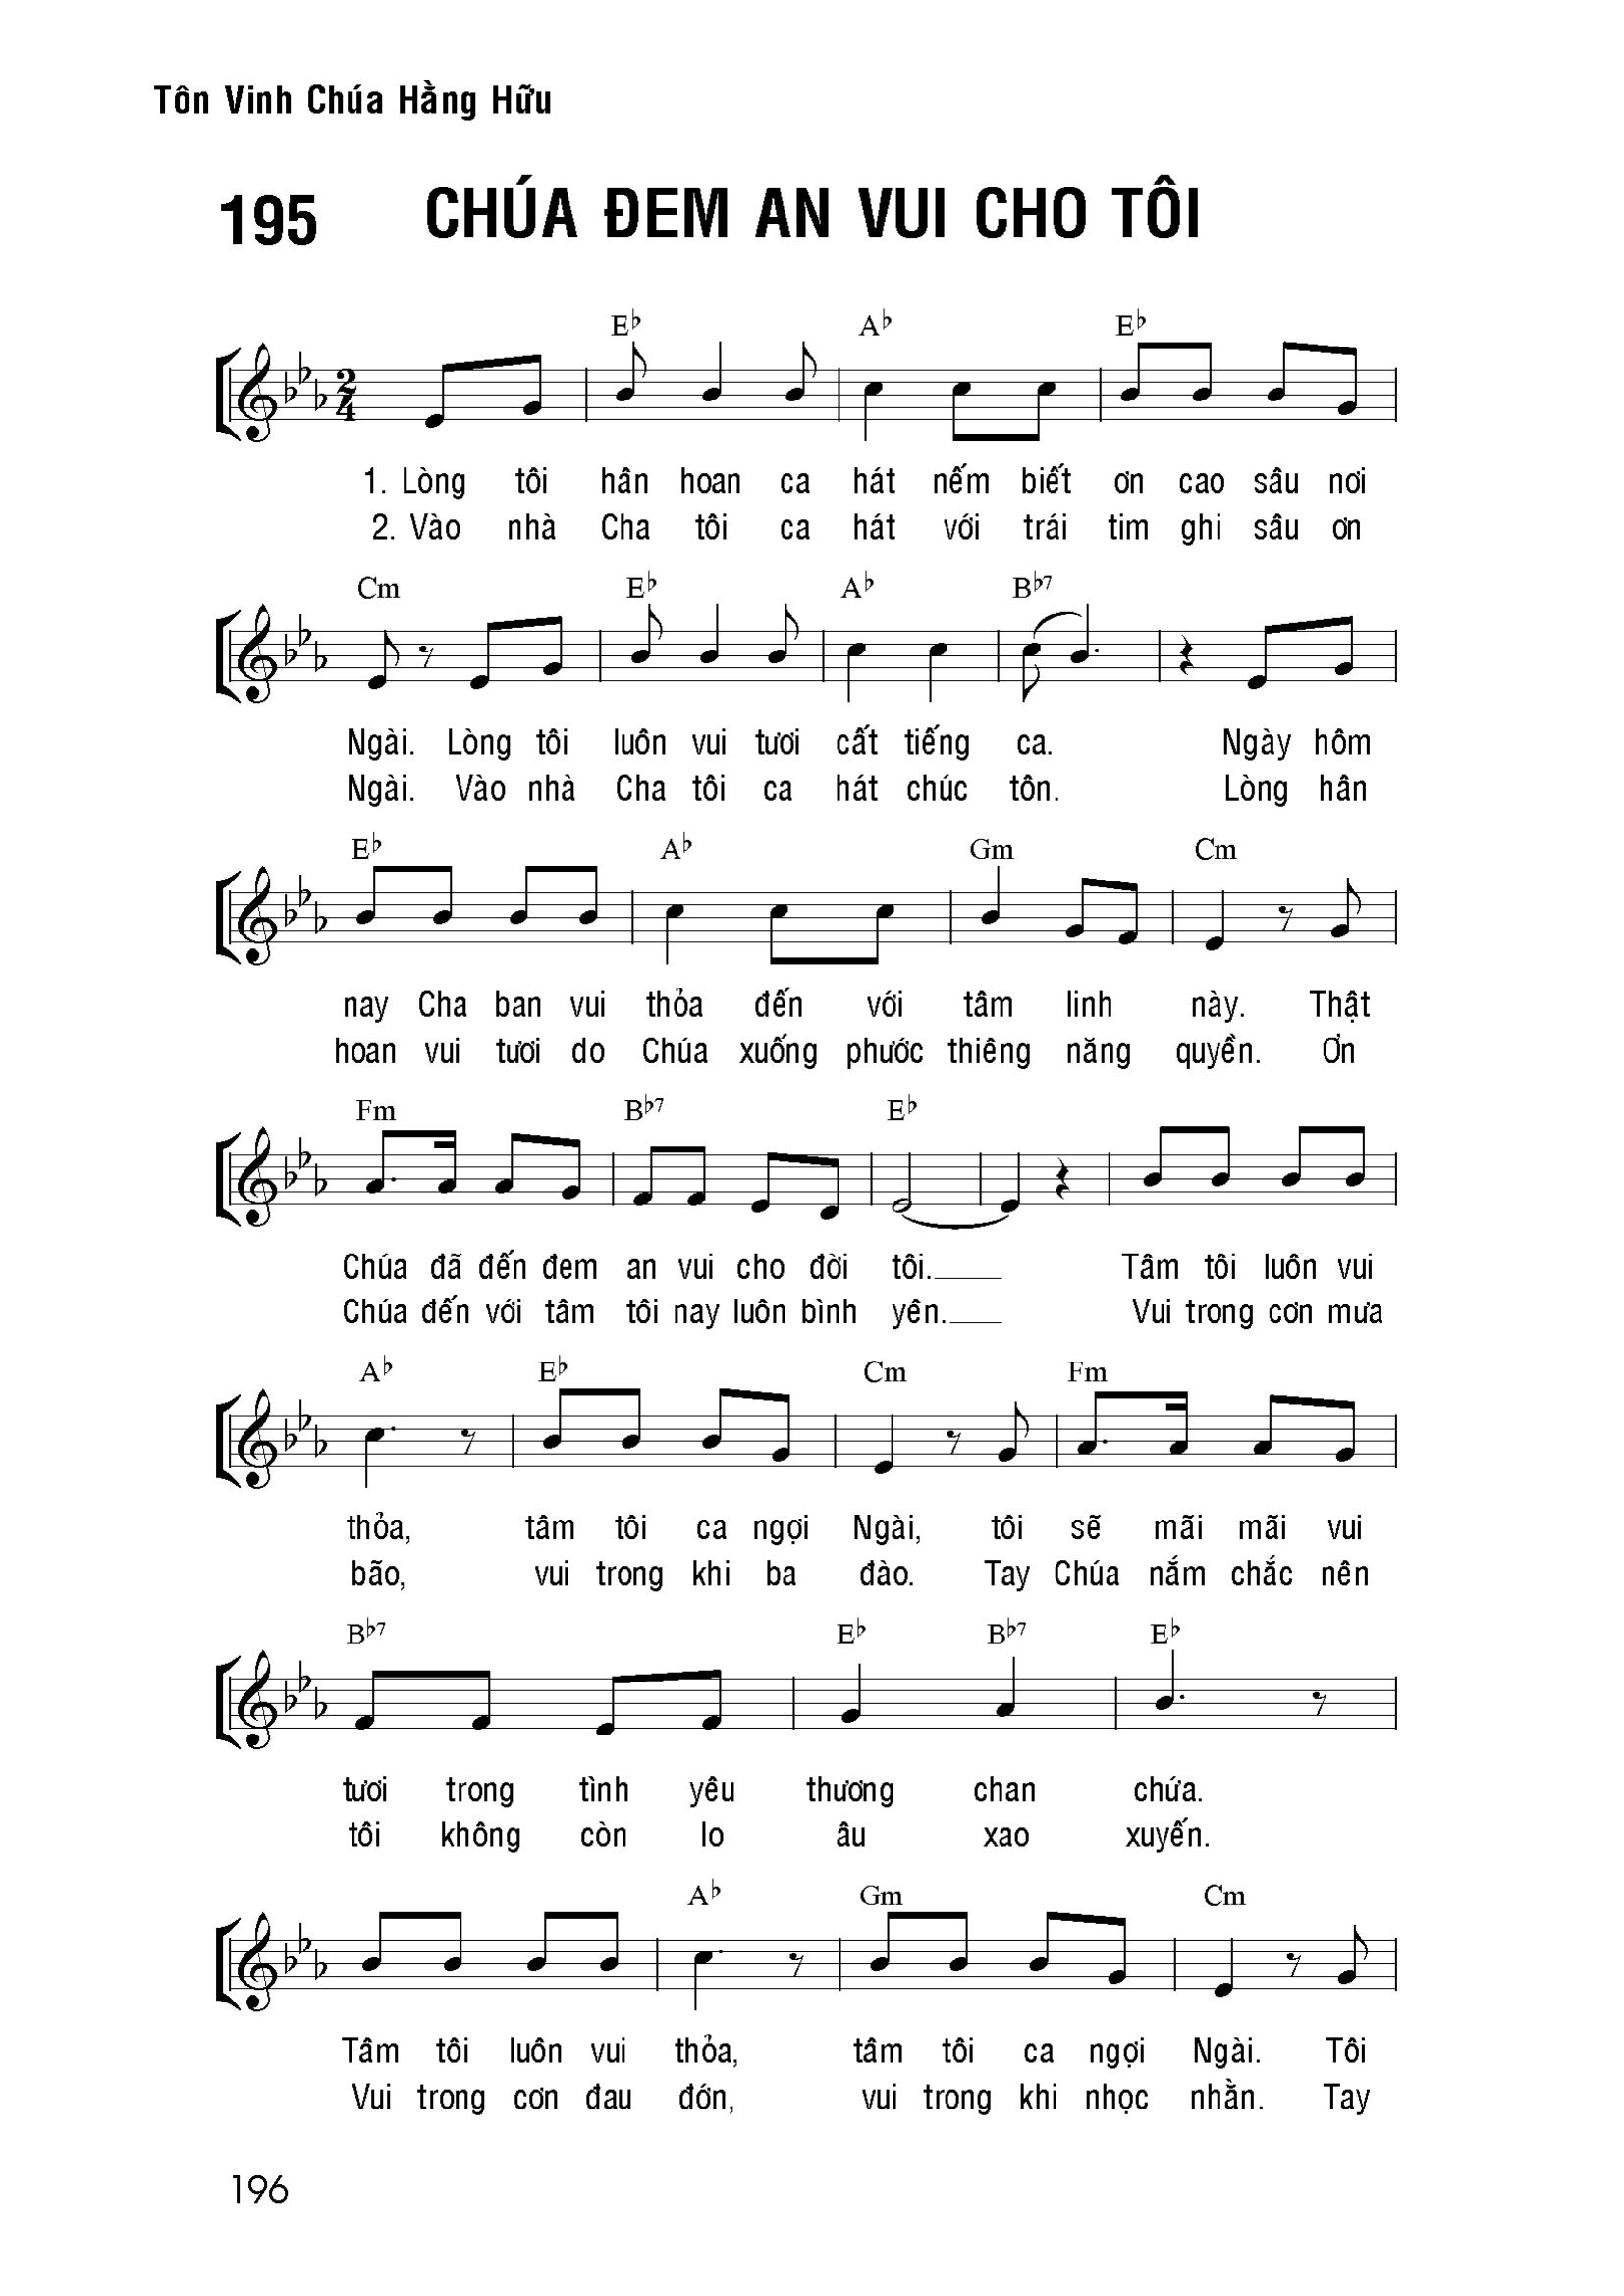 Tôn Vinh Chúa Hằng Hữu
195 CHÚA ĐEM AN VUI CHO TÔI
E♭ A♭ E♭
2
4
1. Lòng tôi hân hoan ca hát nếm biết ơn cao sâu nơi
2. Vào nhà Cha tôi ca hát với trái tim ghi sâu ơn
Cm E♭ A♭ B♭7
Ngài. Lòng tôi luôn vui tươi cất tiếng ca. Ngày hôm
Ngài. Vào nhà Cha tôi ca hát chúc tôn. Lòng hân
E♭ A♭ Gm Cm
nay Cha ban vui thỏa đến với tâm linh này. Thật
hoan vui tươi do Chúa xuống phước thiêng năng quyền. Ơn
Fm B♭7 E♭
Chúa đã đến đem an vui cho đời tôi. Tâm tôi luôn vui
Chúa đến với tâm tôi nay luôn bình yên. Vui trong cơn mưa
A♭ E♭ Cm Fm
thỏa, tâm tôi ca ngợi Ngài, tôi sẽ mãi mãi vui
bão, vui trong khi ba đào. Tay Chúa nắm chắc nên
B♭7 E♭ B♭7 E♭
tươi trong tình yêu thương chan chứa.
tôi không còn lo âu xao xuyến.
A♭ Gm Cm
Tâm tôi luôn vui thỏa, tâm tôi ca ngợi Ngài. Tôi
Vui trong cơn đau đớn, vui trong khi nhọc nhằn. Tay
196